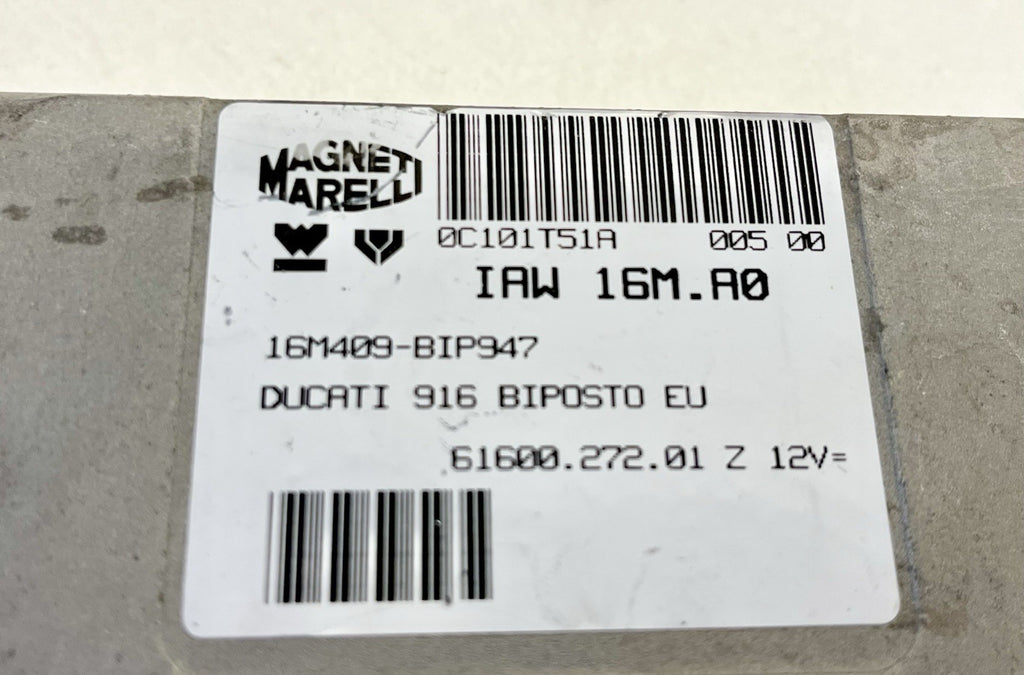 MAGNETI
MARELLI
0C101T51A 005 00
IAW 16M.A0
16M409-BIP947
DUCATI 916 BIPOSTO EU
61600.272.01 Z 12V=